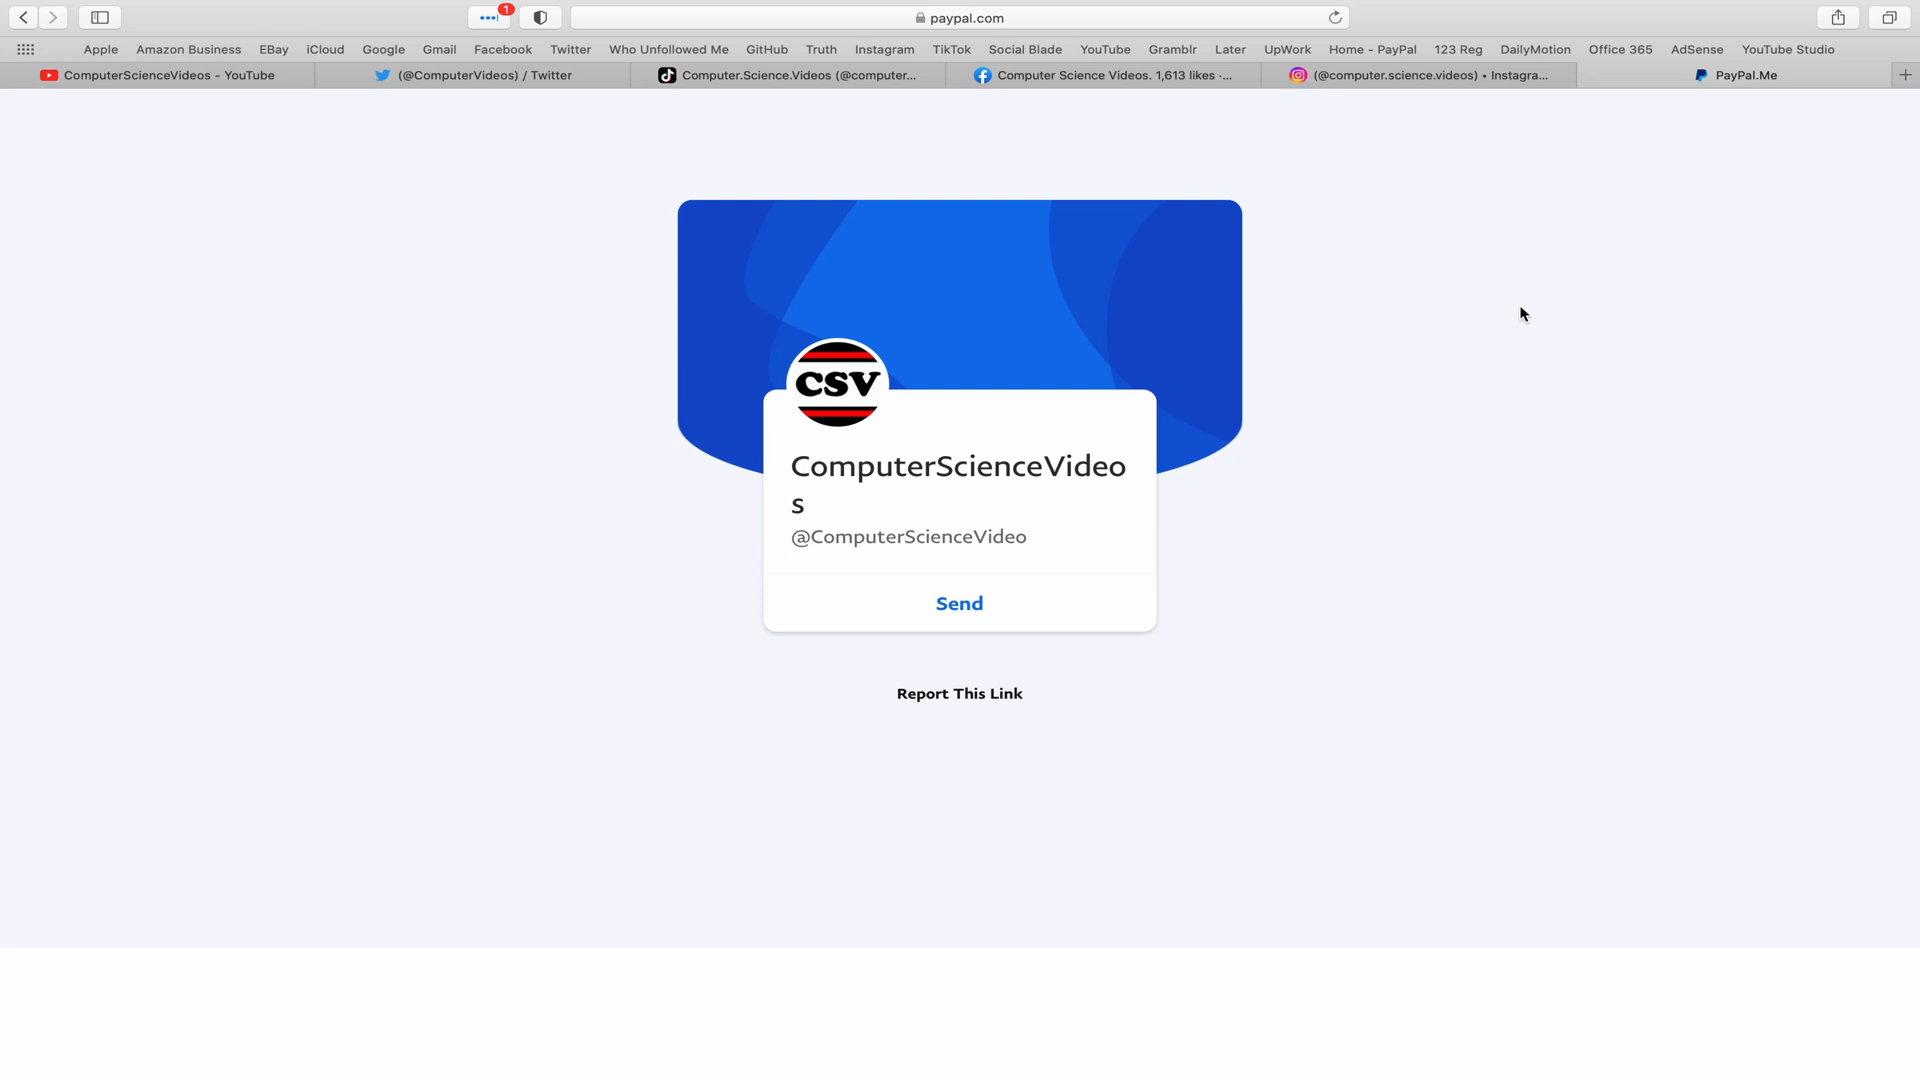 1
paypal.com
Apple Amazon Business EBay iCloud Google Gmail Facebook Twitter Who Unfollowed Me GitHub Truth Instagram TikTok Social Blade YouTube Gramblr Later UpWork Home - PayPal 123 Reg DailyMotion Office 365 AdSense YouTube Studio
ComputerScienceVideos - YouTube (@ComputerVideos) / Twitter Computer.Science.Videos (@computer... Computer Science Videos. 1,613 likes ·... (@computer.science.videos) • Instagra... PayPal.Me
CSV
ComputerScienceVideo
s
@ComputerScienceVideo
Send
Report This Link